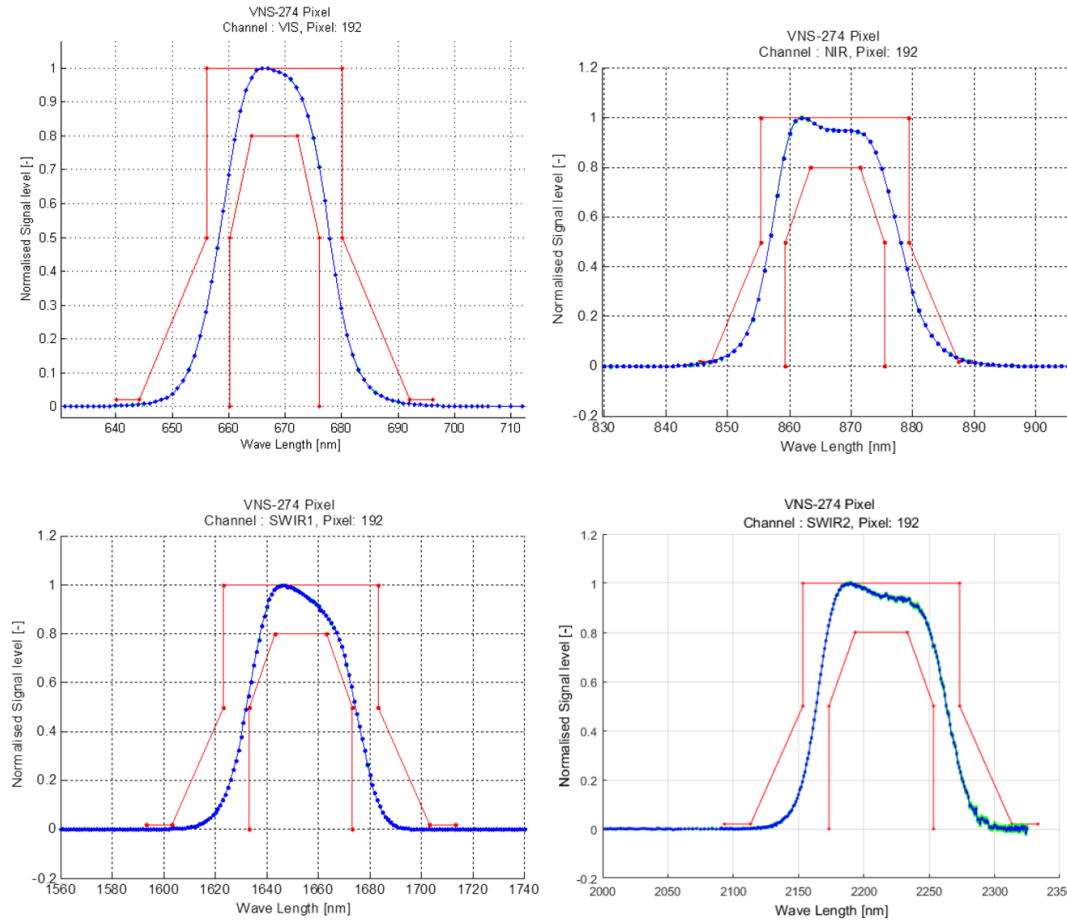 VNS-274 Pixel
Channel : VIS, Pixel: 192
1
0.9
0.8
0.7
0.6
0.5
0.4
0.3
0.2
0.1
0
Normalised Signal level [-]
640 650 660 670 680 690 700 710
Wave Length [nm]
VNS-274 Pixel
Channel : NIR, Pixel: 192
1.2
1
0.8
0.6
0.4
0.2
0
-0.2
Normalised Signal level [-]
830 840 850 860 870 880 890 900
Wave Length [nm]
VNS-274 Pixel
Channel : SWIR1, Pixel: 192
1.2
1
0.8
0.6
0.4
0.2
0
-0.2
Normalised Signal level [-]
1560 1580 1600 1620 1640 1660 1680 1700 1720 1740
Wave Length [nm]
VNS-274 Pixel
Channel : SWIR2, Pixel: 192
1.2
1
0.8
0.6
0.4
0.2
0
-0.2
Normalised Signal level [-]
2000 2050 2100 2150 2200 2250 2300 2350
Wave Length [nm]